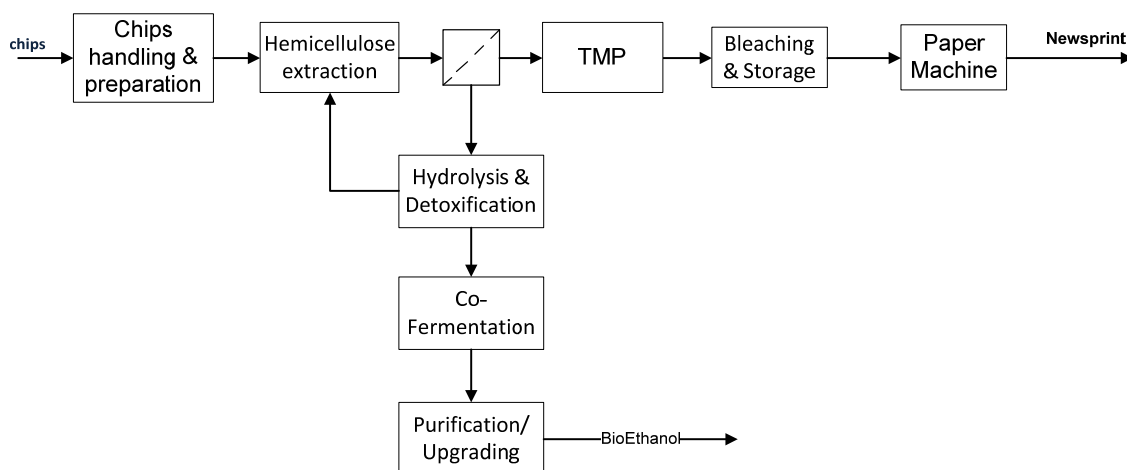 chips
Chips
handling &
preparation
Hemicellulose
extraction
TMP
Bleaching
& Storage
Paper
Machine
Newsprint
Hydrolysis &
Detoxification
Co-
Fermentation
Purification/
Upgrading
BioEthanol